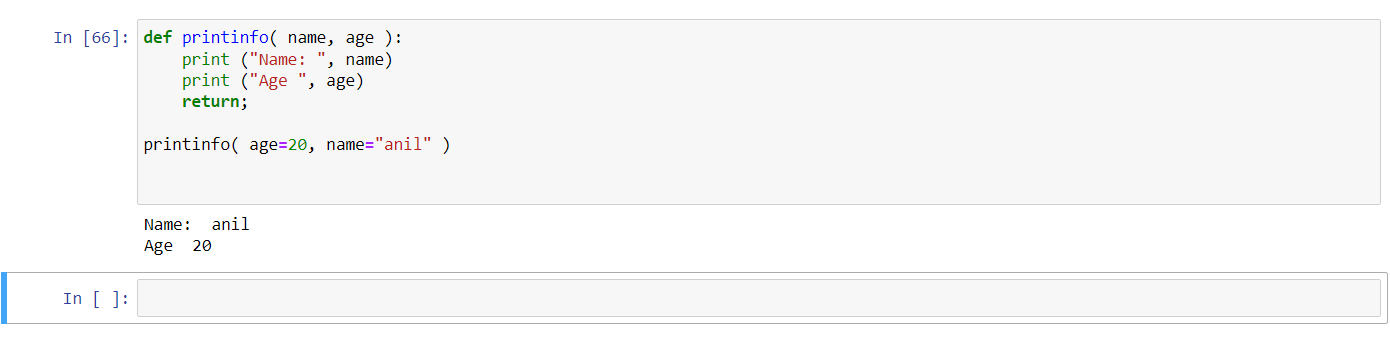 In [66]: def printinfo( name, age ):
    print ("Name: ", name)
    print ("Age ", age)
    return;
printinfo( age=20, name="anil" )
Name:  anil
Age  20
In [ ]: